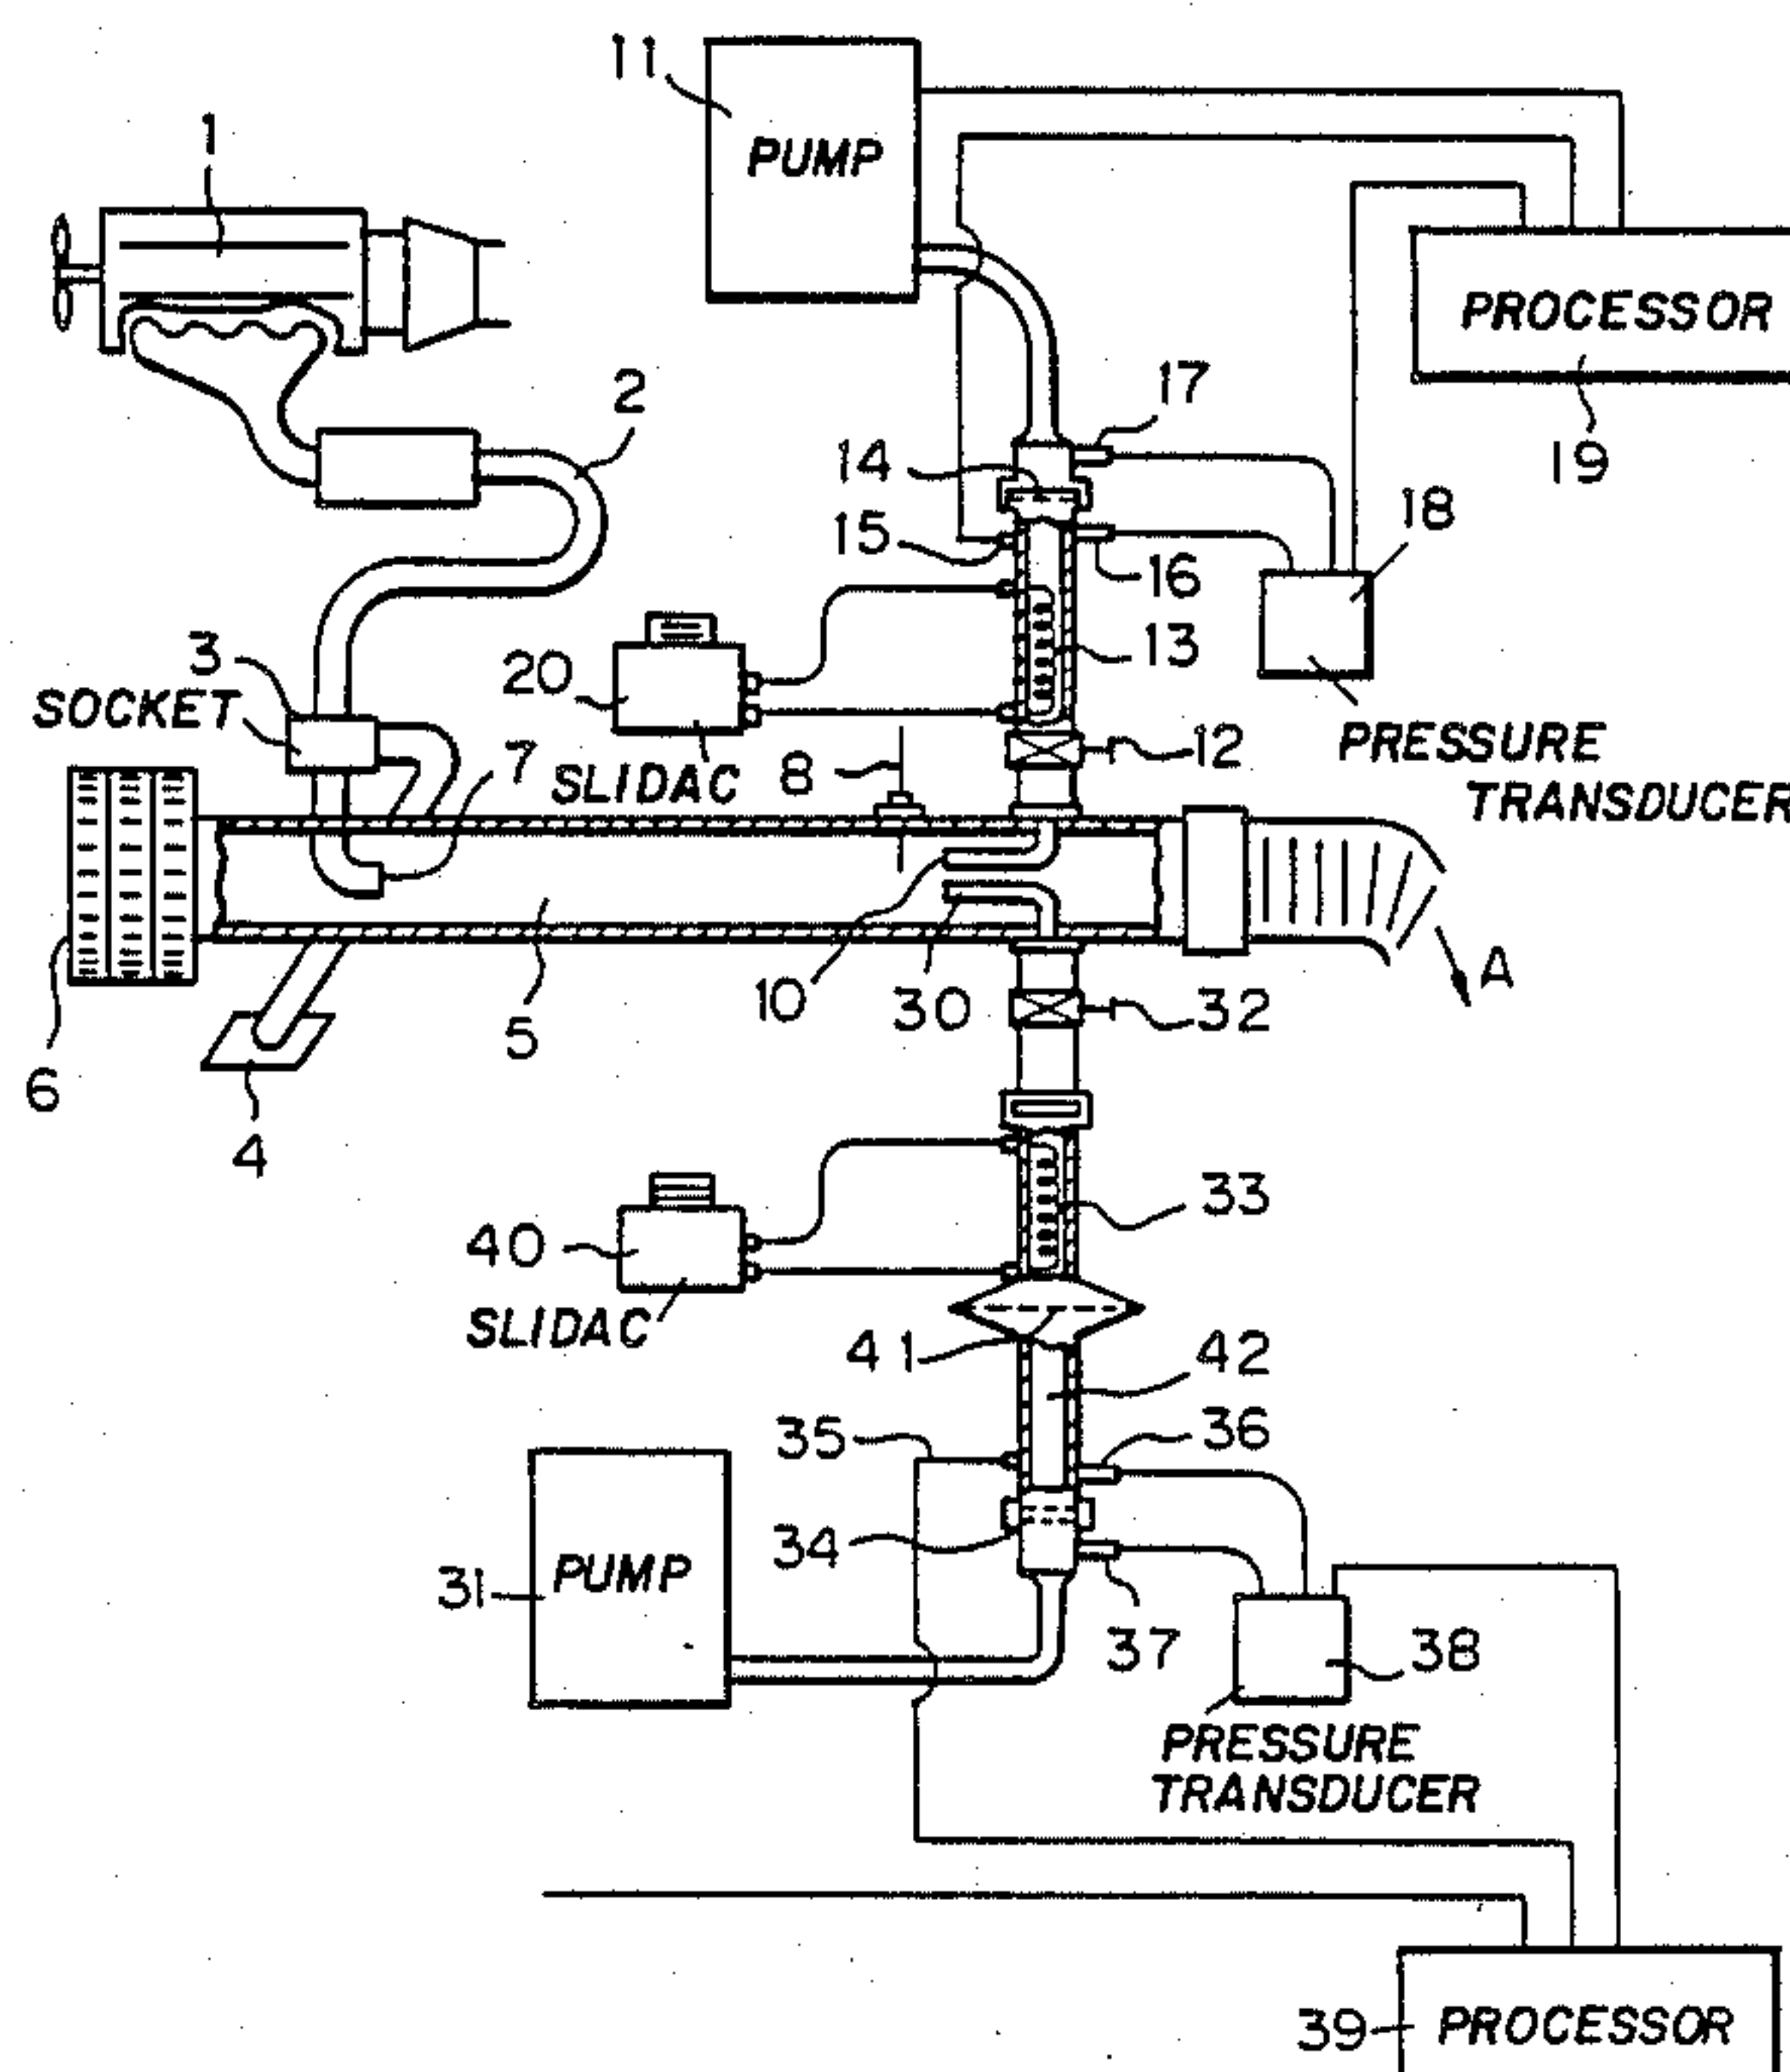 11
PUMP
1
PROCESSOR
19
2
17
14
18
15
16
3
SOCKET
20
13
12
SLIDAC
7
8
PRESSURE
TRANSDUCER
10
30
A
32
5
6
4
33
40
SLIDAC
41
42
35
36
34
31
PUMP
37
38
PRESSURE
TRANSDUCER
39
PROCESSOR